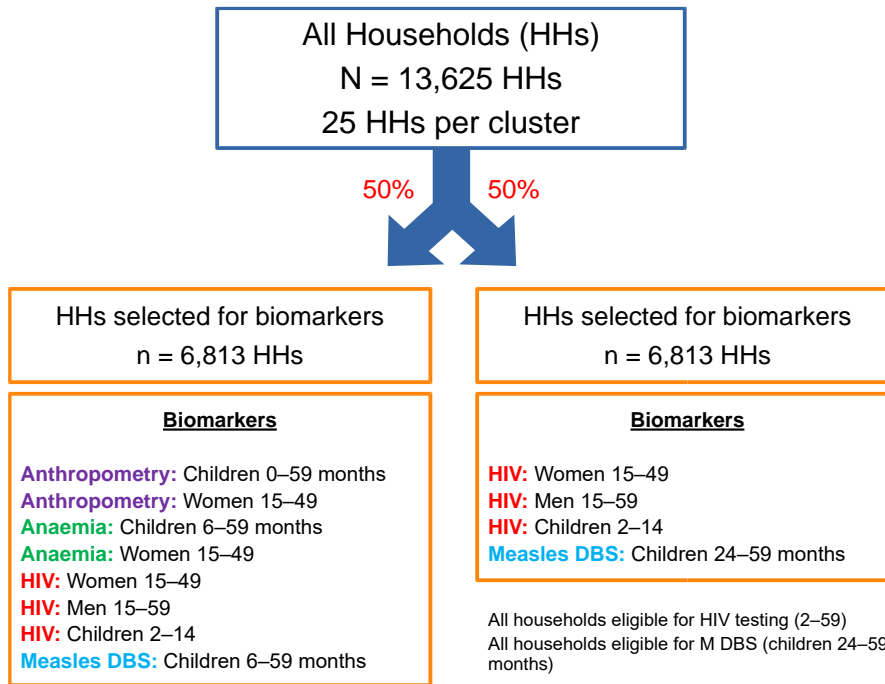 All Households (HHs)
N = 13,625 HHs
25 HHs per cluster
50%
50%
HHs selected for biomarkers
n = 6,813 HHs
Biomarkers
Anthropometry: Children 0–59 months
Anthropometry: Women 15–49
Anaemia: Children 6–59 months
Anaemia: Women 15–49
HIV: Women 15–49
HIV: Men 15–59
HIV: Children 2–14
Measles DBS: Children 6–59 months
HHs selected for biomarkers
n = 6,813 HHs
Biomarkers
HIV: Women 15–49
HIV: Men 15–59
HIV: Children 2–14
Measles DBS: Children 24–59 months
All households eligible for HIV testing (2–59)
All households eligible for M DBS (children 24–59
months)